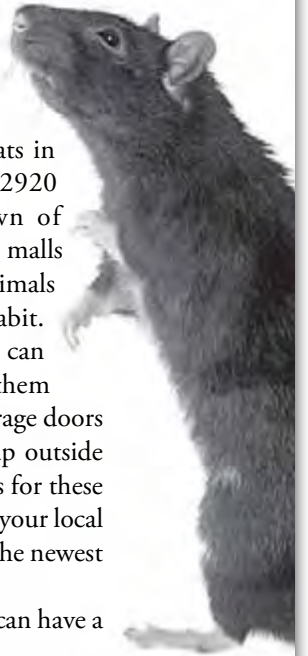 ats in
2920
wn of
malls
imals
abit.
can
them
rage doors
p outside
s for these
your local
he newest
can have a